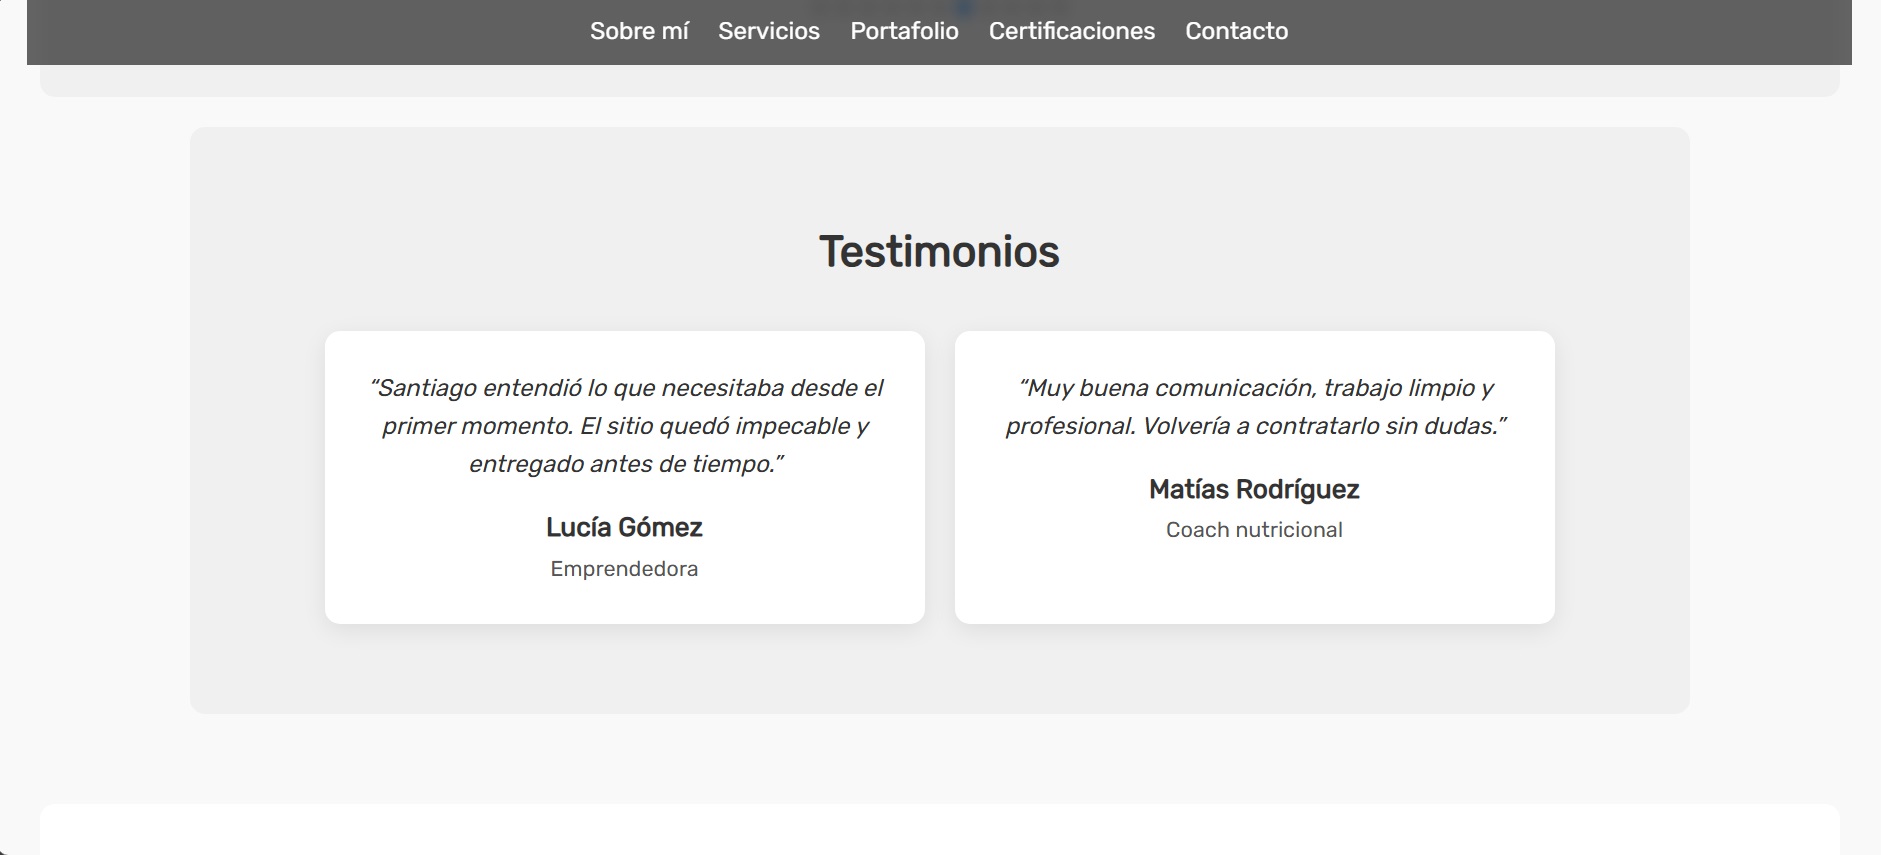 Sobre mí Servicios Portafolio Certificaciones Contacto
Testimonios
“Santiago entendió lo que necesitaba desde el
primer momento. El sitio quedó impecable y
entregado antes de tiempo.”
Lucía Gómez
Emprendedora
“Muy buena comunicación, trabajo limpio y
profesional. Volvería a contratarlo sin dudas.”
Matías Rodríguez
Coach nutricional